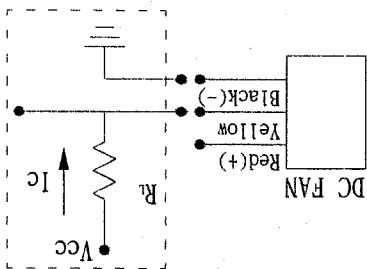 DC FAN
Red(+)
Yellow
Black(-)
Vcc
RL
Ic